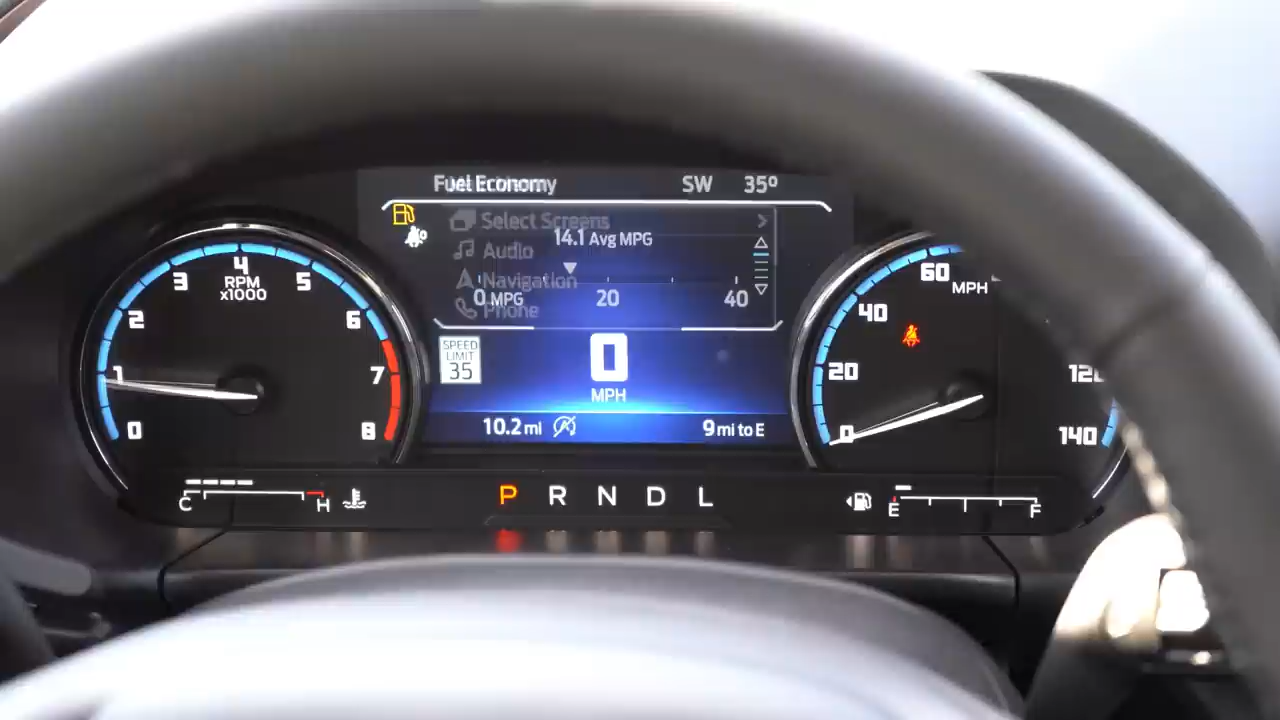 Fuel Economy SW 35°
Select Screens
14.1 Avg MPG
Audio
Navigation
0 MPG 20 40
Phone
SPEED
LIMIT
35
0
MPH
10.2 mi 9 mi to E
0 1 2 3 4 5 6 7 8
RPM
x1000
0 20 40 60 120 140
MPH
C H
P R N D L
E F